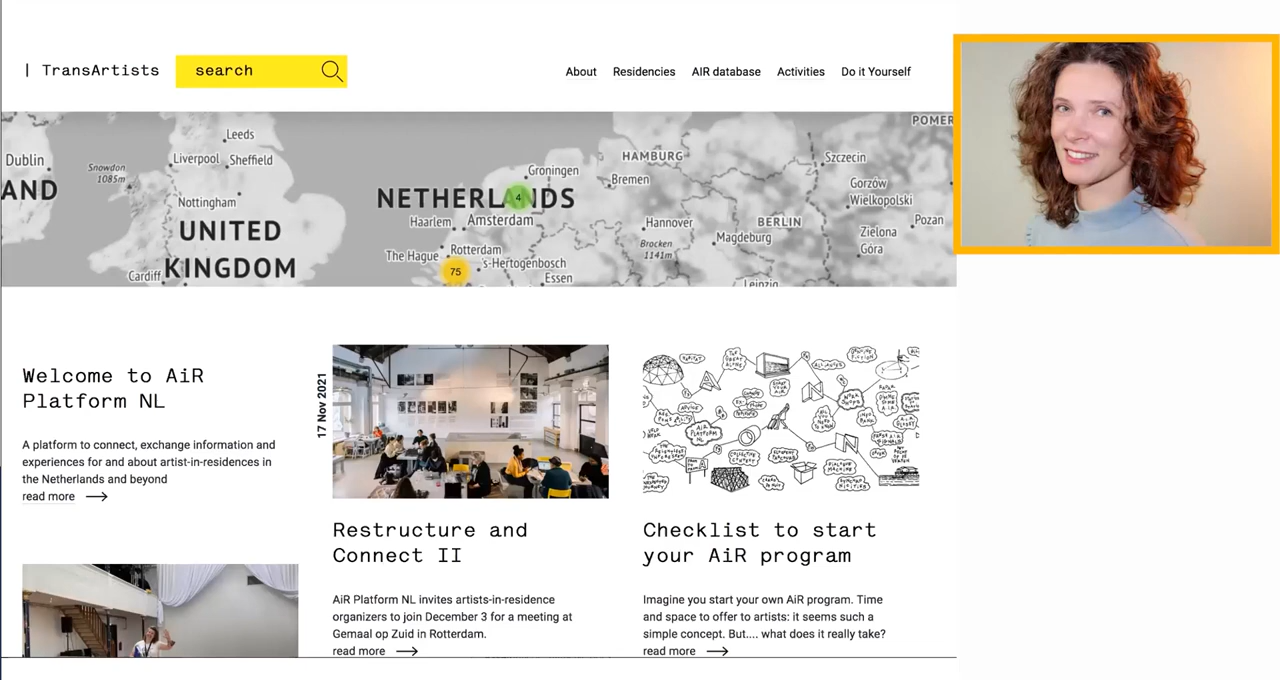 | TransArtists
search
About
Residencies
AIR database
Activities
Do it Yourself
POMER
Leeds
Dublin
Liverpool
Sheffield
Snowdon
1085m
AND
Nottingham
UNITED
KINGDOM
Cardiff
Groningen
HAMBURG
Bremen
Szczecin
NETHERLANDS
4
Gorzów
Wielkopolski
Haarlem
Amsterdam
Hannover
BERLIN
Pozan
Magdeburg
Zielona
Góra
The Hague
Rotterdam
Brocken
1141m
's-Hertogenbosch
75
Essen
Leipzig
Welcome to AiR
Platform NL
A platform to connect, exchange information and
experiences for and about artist-in-residences in
the Netherlands and beyond
read more
17 Nov 2021
Restructure and
Connect II
AiR Platform NL invites artists-in-residence
organizers to join December 3 for a meeting at
Gemaal op Zuid in Rotterdam.
read more
Checklist to start
your AiR program
Imagine you start your own AiR program. Time
and space to offer to artists: it seems such a
simple concept. But.... what does it really take?
read more